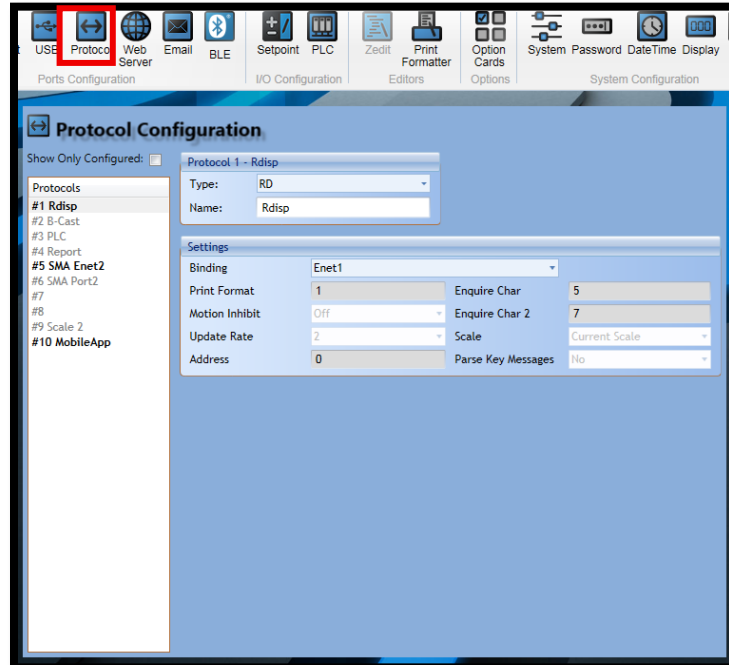 t USB Protocol Web Server Email BLE Setpoint PLC Zedit Print Formatter Option Cards System Password DateTime Display
Ports Configuration I/O Configuration Editors Options System Configuration
Protocol Configuration
Show Only Configured:
Protocols
#1 Rdisp
#2 B-Cast
#3 PLC
#4 Report
#5 SMA Enet2
#6 SMA Port2
#7
#8
#9 Scale 2
#10 MobileApp
Protocol 1 - Rdisp
Type: RD
Name: Rdisp
Settings
Binding Enet1
Print Format 1 Enquire Char 5
Motion Inhibit Off Enquire Char 2 7
Update Rate 2 Scale Current Scale
Address 0 Parse Key Messages No